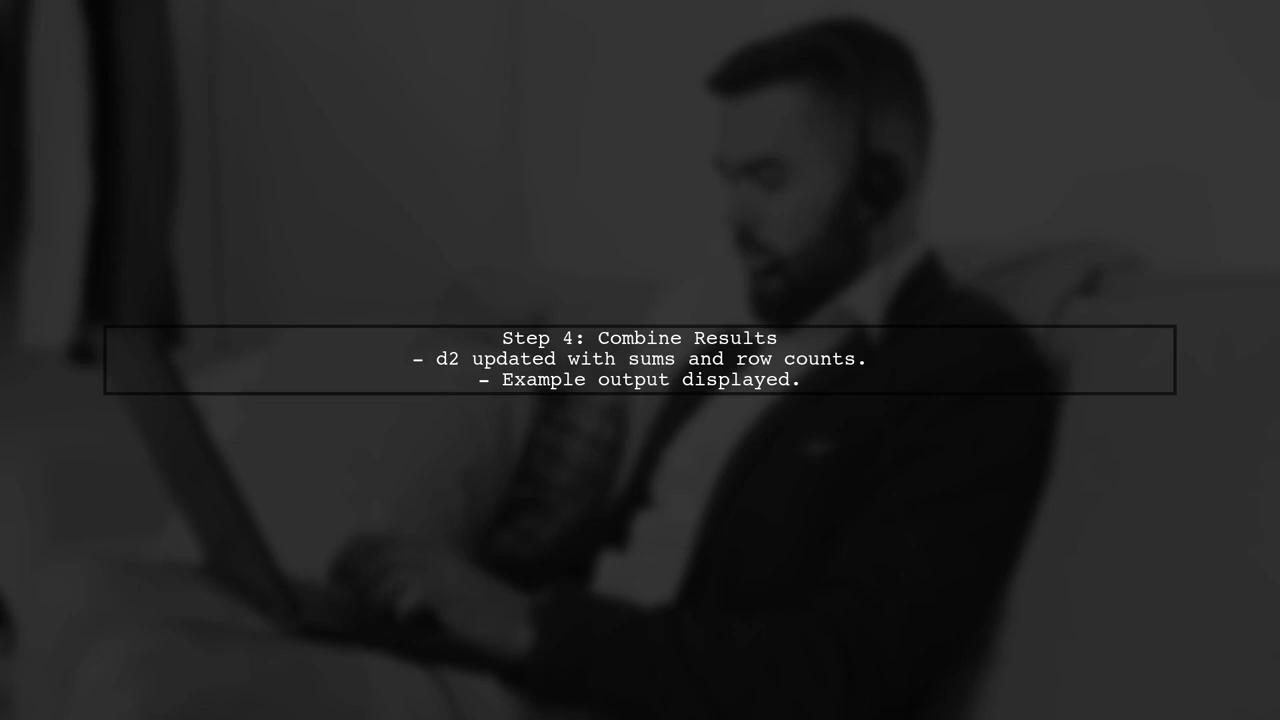 Step 4: Combine Results
- d2 updated with sums and row counts.
- Example output displayed.